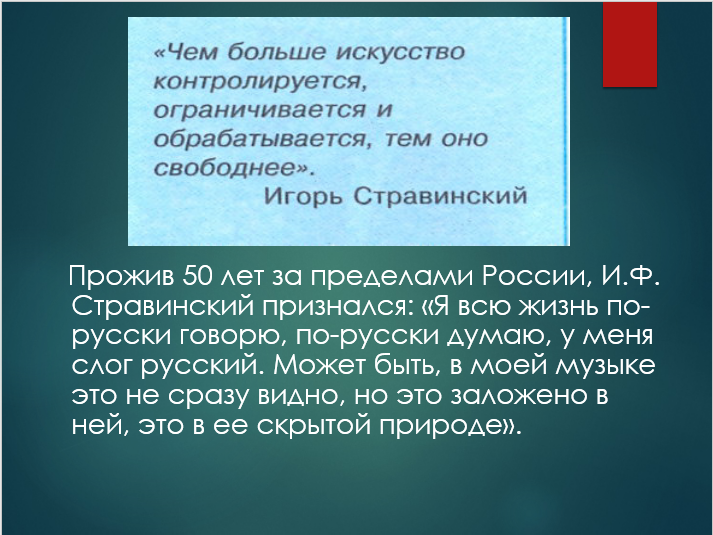 «Чем больше искусство
контролируется,
ограничивается и
обрабатывается, тем оно
свободнее».
Игорь Стравинский
Прожив 50 лет за пределами России, И.Ф.
Стравинский признался: «Я всю жизнь по-
русски говорю, по-русски думаю, у меня
слог русский. Может быть, в моей музыке
это не сразу видно, но это заложено в
ней, это в ее скрытой природе».